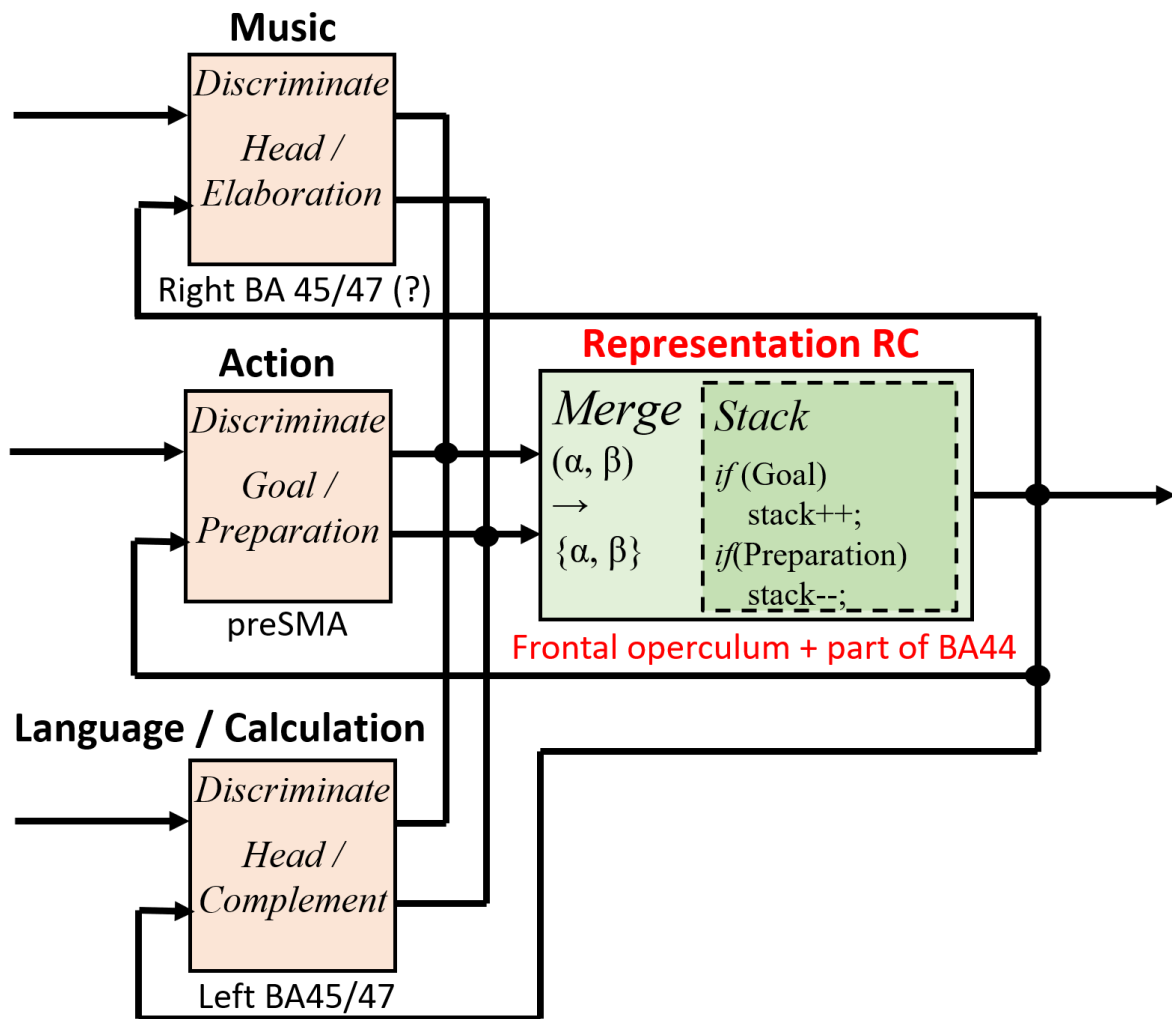 Music
Discriminate
Head /
Elaboration
Right BA 45/47 (?)
Action
Discriminate
Goal /
Preparation
preSMA
Language / Calculation
Discriminate
Head /
Complement
Left BA45/47
Representation RC
Merge
(α, β)
→
{α, β}
Stack
if (Goal)
stack++;
if(Preparation)
stack--;
Frontal operculum + part of BA44